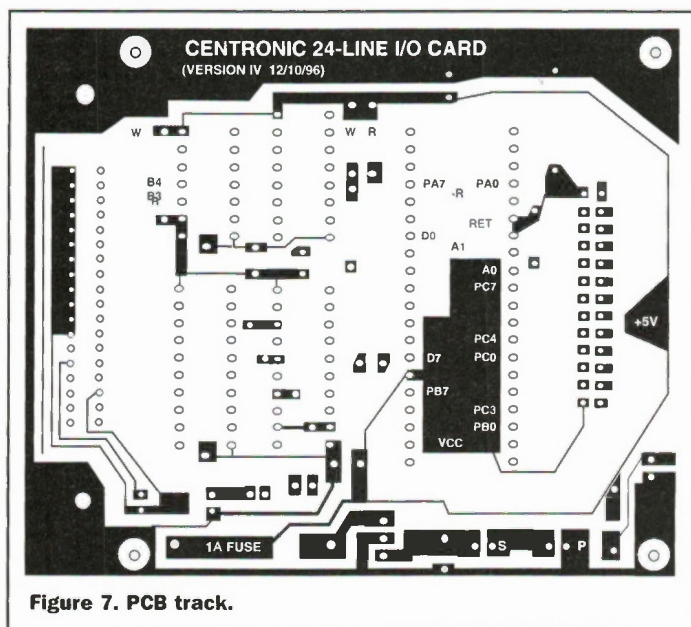 CENTRONIC 24-LINE I/O CARD
(VERSION IV 12/10/96)
W
W R
B4
B3
R
PA7
-R
PA0
RET
D0
A1
A0
PC7
+5V
PC4
D7
PC0
PB7
PC3
PB0
VCC
1A FUSE
S
P
Figure 7. PCB track.